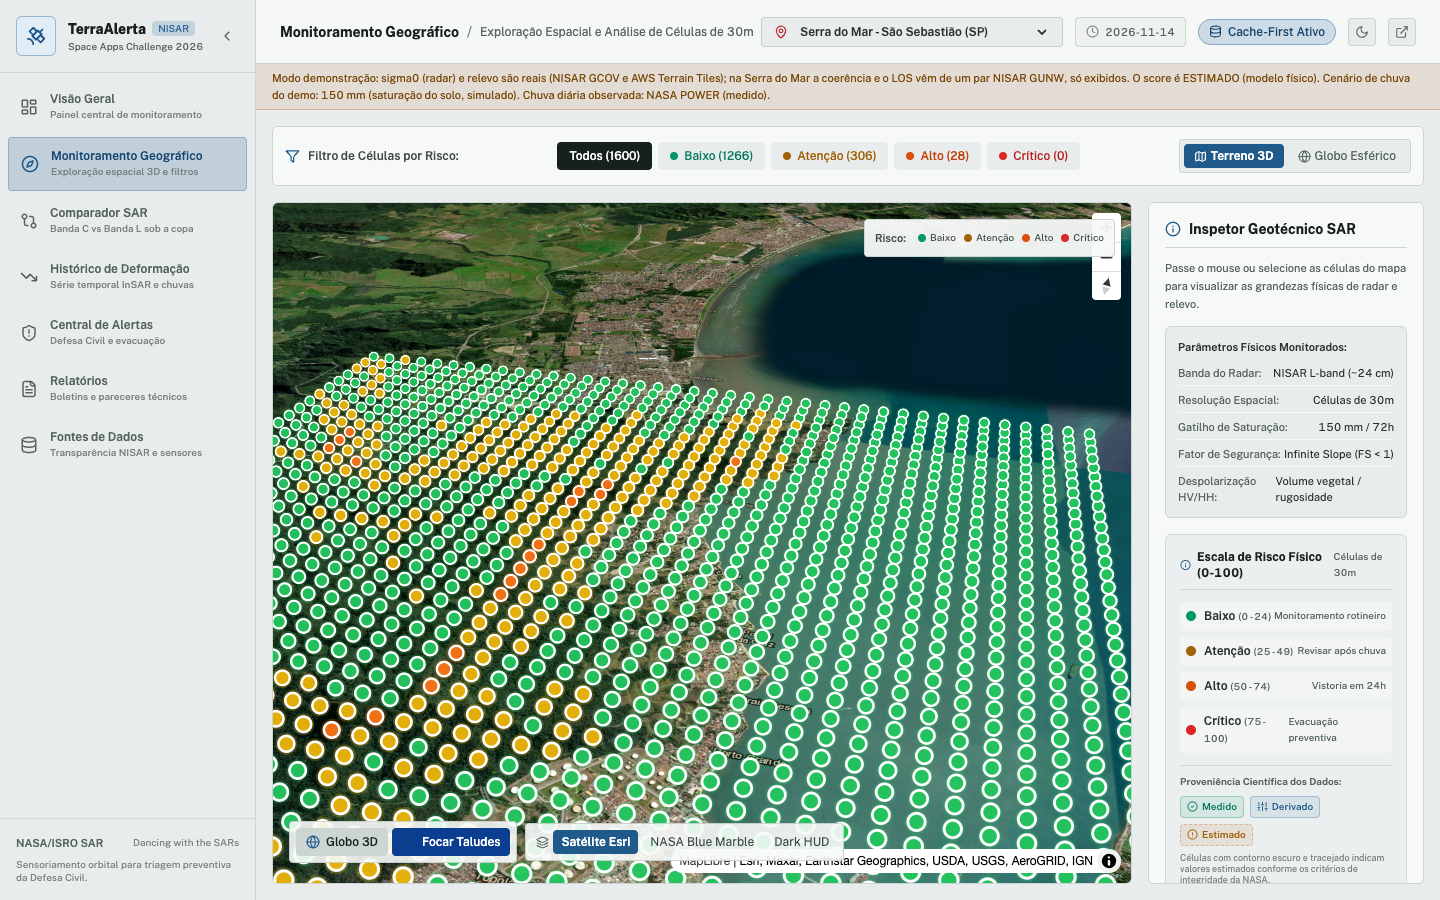 TerraAlerta NISAR
Space Apps Challenge 2026
Visão Geral
Painel central de monitoramento
Monitoramento Geográfico
Exploração espacial 3D e filtros
Comparador SAR
Banda C vs Banda L sob a copa
Histórico de Deformação
Série temporal InSAR e chuvas
Central de Alertas
Defesa Civil e evacuação
Relatórios
Boletins e pareceres técnicos
Fontes de Dados
Transparência NISAR e sensores
NASA/ISRO SAR Dancing with the SARs
Sensoriamento orbital para triagem preventiva
da Defesa Civil.
Monitoramento Geográfico / Exploração Espacial e Análise de Células de 30m
Serra do Mar - São Sebastião (SP)
2026-11-14
Cache-First Ativo
Modo demonstração: sigma0 (radar) e relevo são reais (NISAR GCOV e AWS Terrain Tiles); na Serra do Mar a coerência e o LOS vêm de um par NISAR GUNW, só exibidos. O score é ESTIMADO (modelo físico). Cenário de chuva
do demo: 150 mm (saturação do solo, simulado). Chuva diária observada: NASA POWER (medido).
Filtro de Células por Risco:
Todos (1600)
Baixo (1266)
Atenção (306)
Alto (28)
Crítico (0)
Terreno 3D
Globo Esférico
Risco: Baixo Atenção Alto Crítico
Globo 3D
Focar Taludes
Satélite Esri
NASA Blue Marble
Dark HUD
MapLibre | Esri, Maxar, Earthstar Geographics, USDA, USGS, AeroGRID, IGN
Inspetor Geotécnico SAR
Passe o mouse ou selecione as células do mapa
para visualizar as grandezas físicas de radar e
relevo.
Parâmetros Físicos Monitorados:
Banda do Radar: NISAR L-band (~24 cm)
Resolução Espacial: Células de 30m
Gatilho de Saturação: 150 mm / 72h
Fator de Segurança: Infinite Slope (FS < 1)
Despolarização Volume vegetal /
HV/HH: rugosidade
Escala de Risco Físico Células de
(0-100) 30m
Baixo (0-24) Monitoramento rotineiro
Atenção (25-49) Revisar após chuva
Alto (50-74) Vistoria em 24h
Crítico (75- Evacuação
100) preventiva
Proveniência Científica dos Dados:
Medido
Derivado
Estimado
Células com contorno escuro e tracejado indicam
valores estimados conforme os critérios de
integridade da NASA.